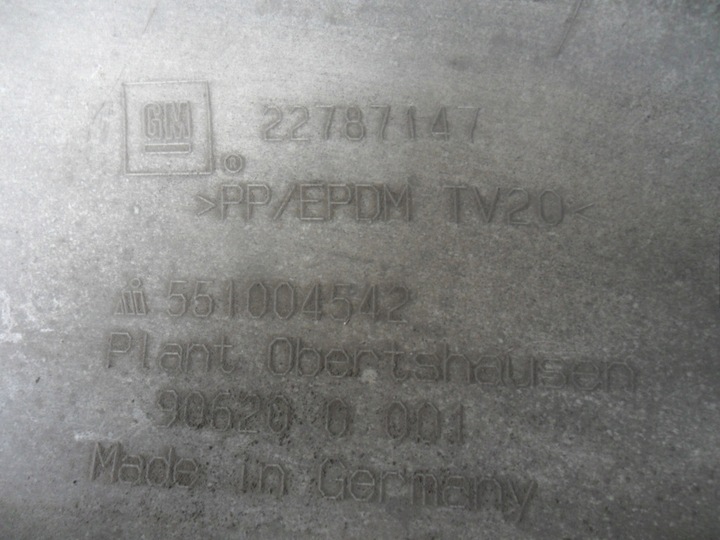 GM 22787147
>PP/EPDM TV20<
551004542
Plant Obertshausen
90620 0 001
Made in Germany